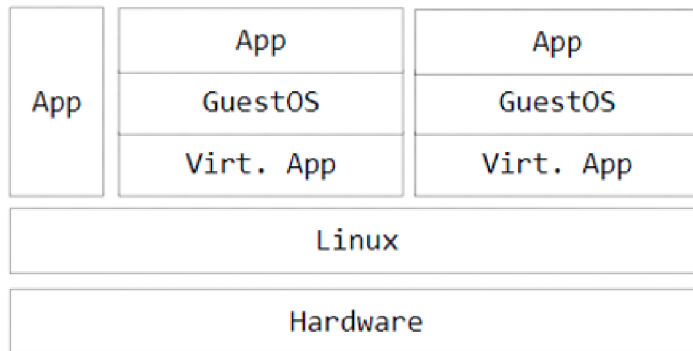 App
App
GuestOS
Virt. App
App
GuestOS
Virt. App
Linux
Hardware